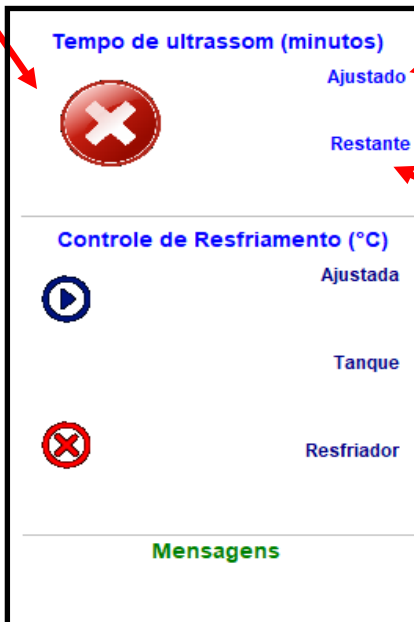 Tempo de ultrassom (minutos)
Ajustado
Restante
Controle de Resfriamento (°C)
Ajustada
Tanque
Resfriador
Mensagens